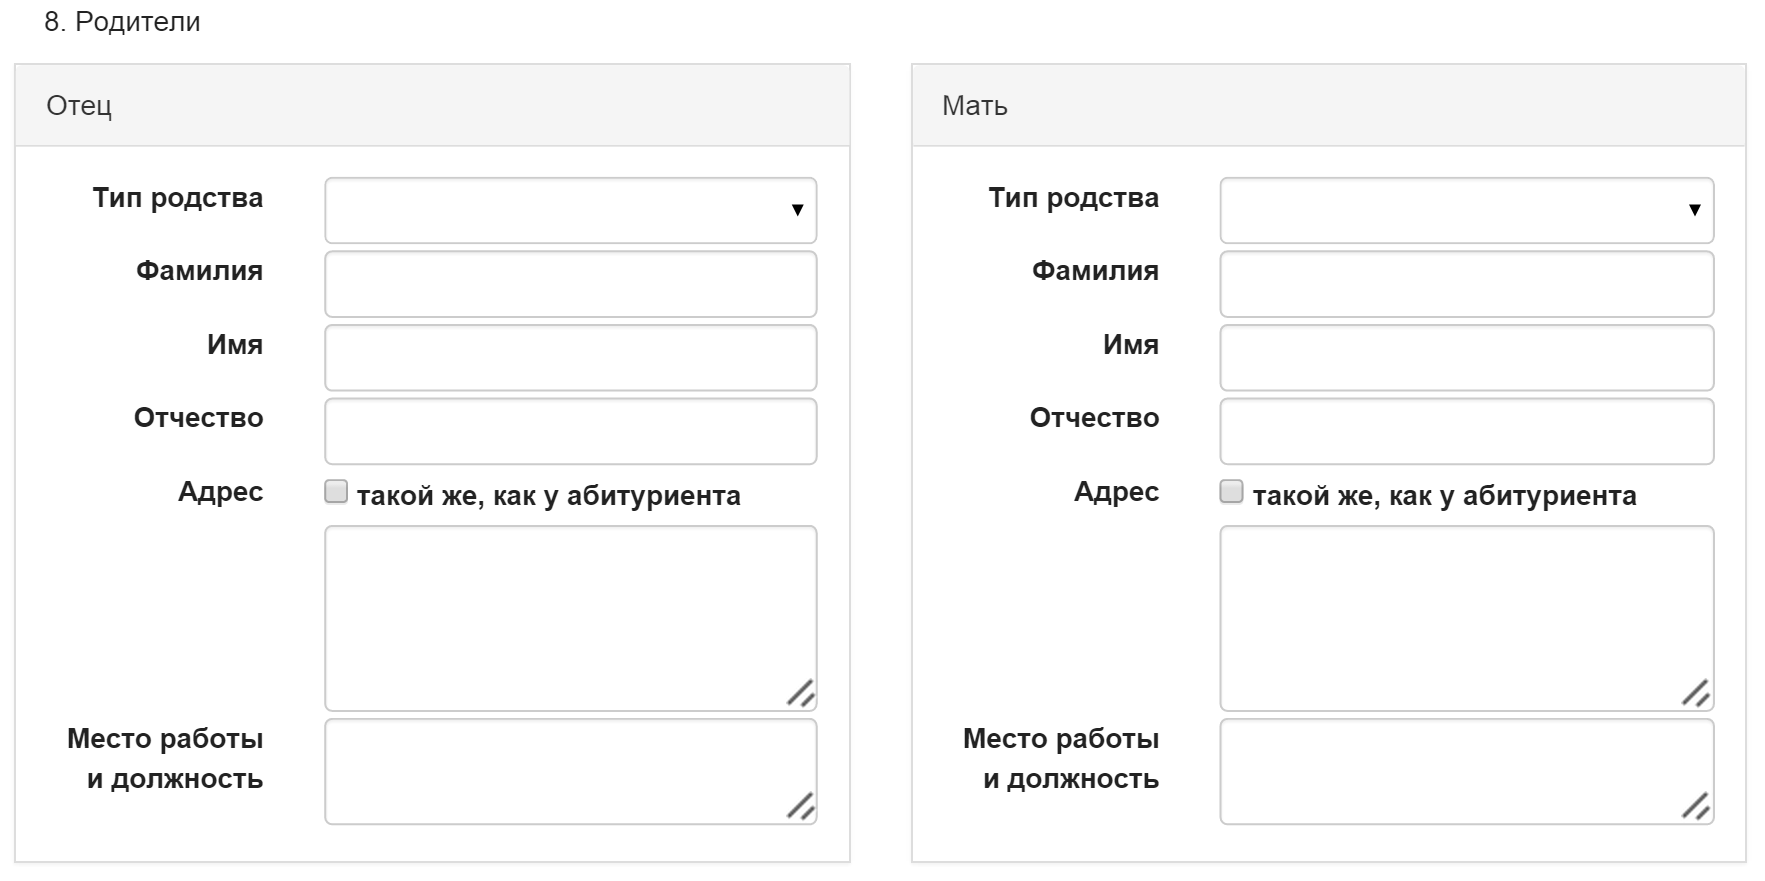 8. Родители
Отец
Тип родства
Фамилия
Имя
Отчество
Адрес
такой же, как у абитуриента
Место работы
и должность
Мать
Тип родства
Фамилия
Имя
Отчество
Адрес
такой же, как у абитуриента
Место работы
и должность